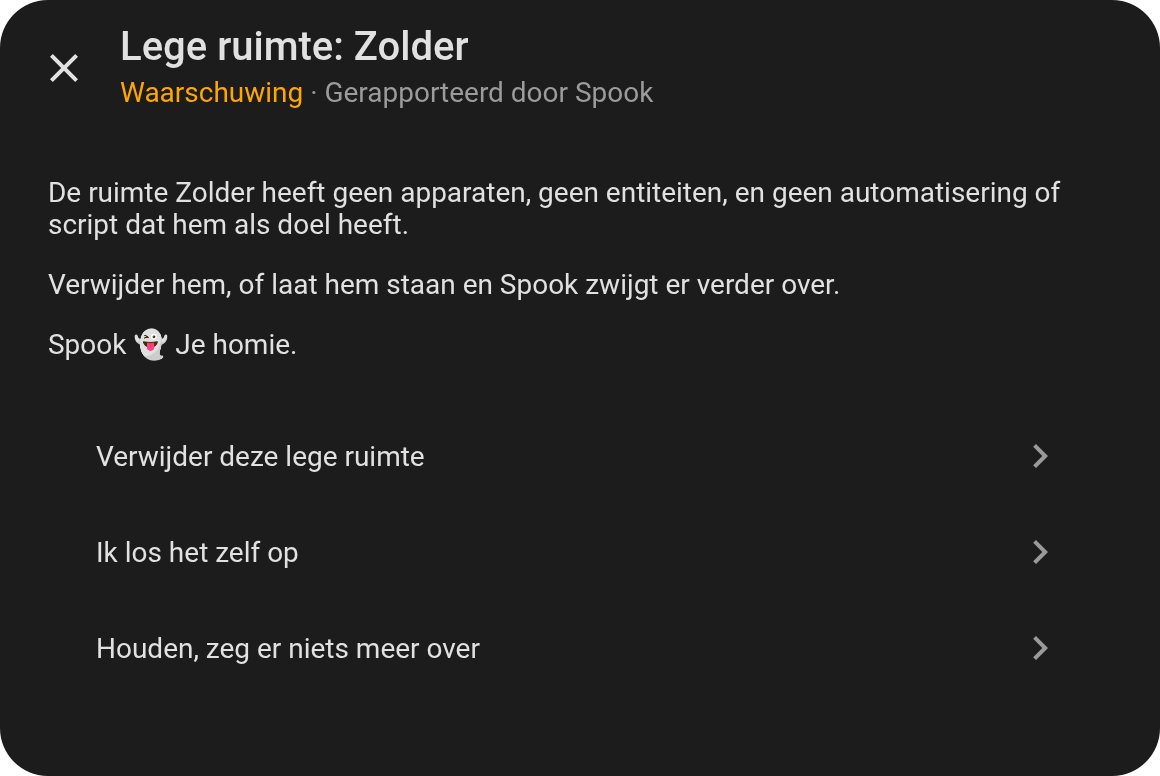 Lege ruimte: Zolder
Waarschuwing · Gerapporteerd door Spook
De ruimte Zolder heeft geen apparaten, geen entiteiten, en geen automatisering of
script dat hem als doel heeft.
Verwijder hem, of laat hem staan en Spook zwijgt er verder over.
Spook 👻 Je homie.
Verwijder deze lege ruimte
Ik los het zelf op
Houden, zeg er niets meer over